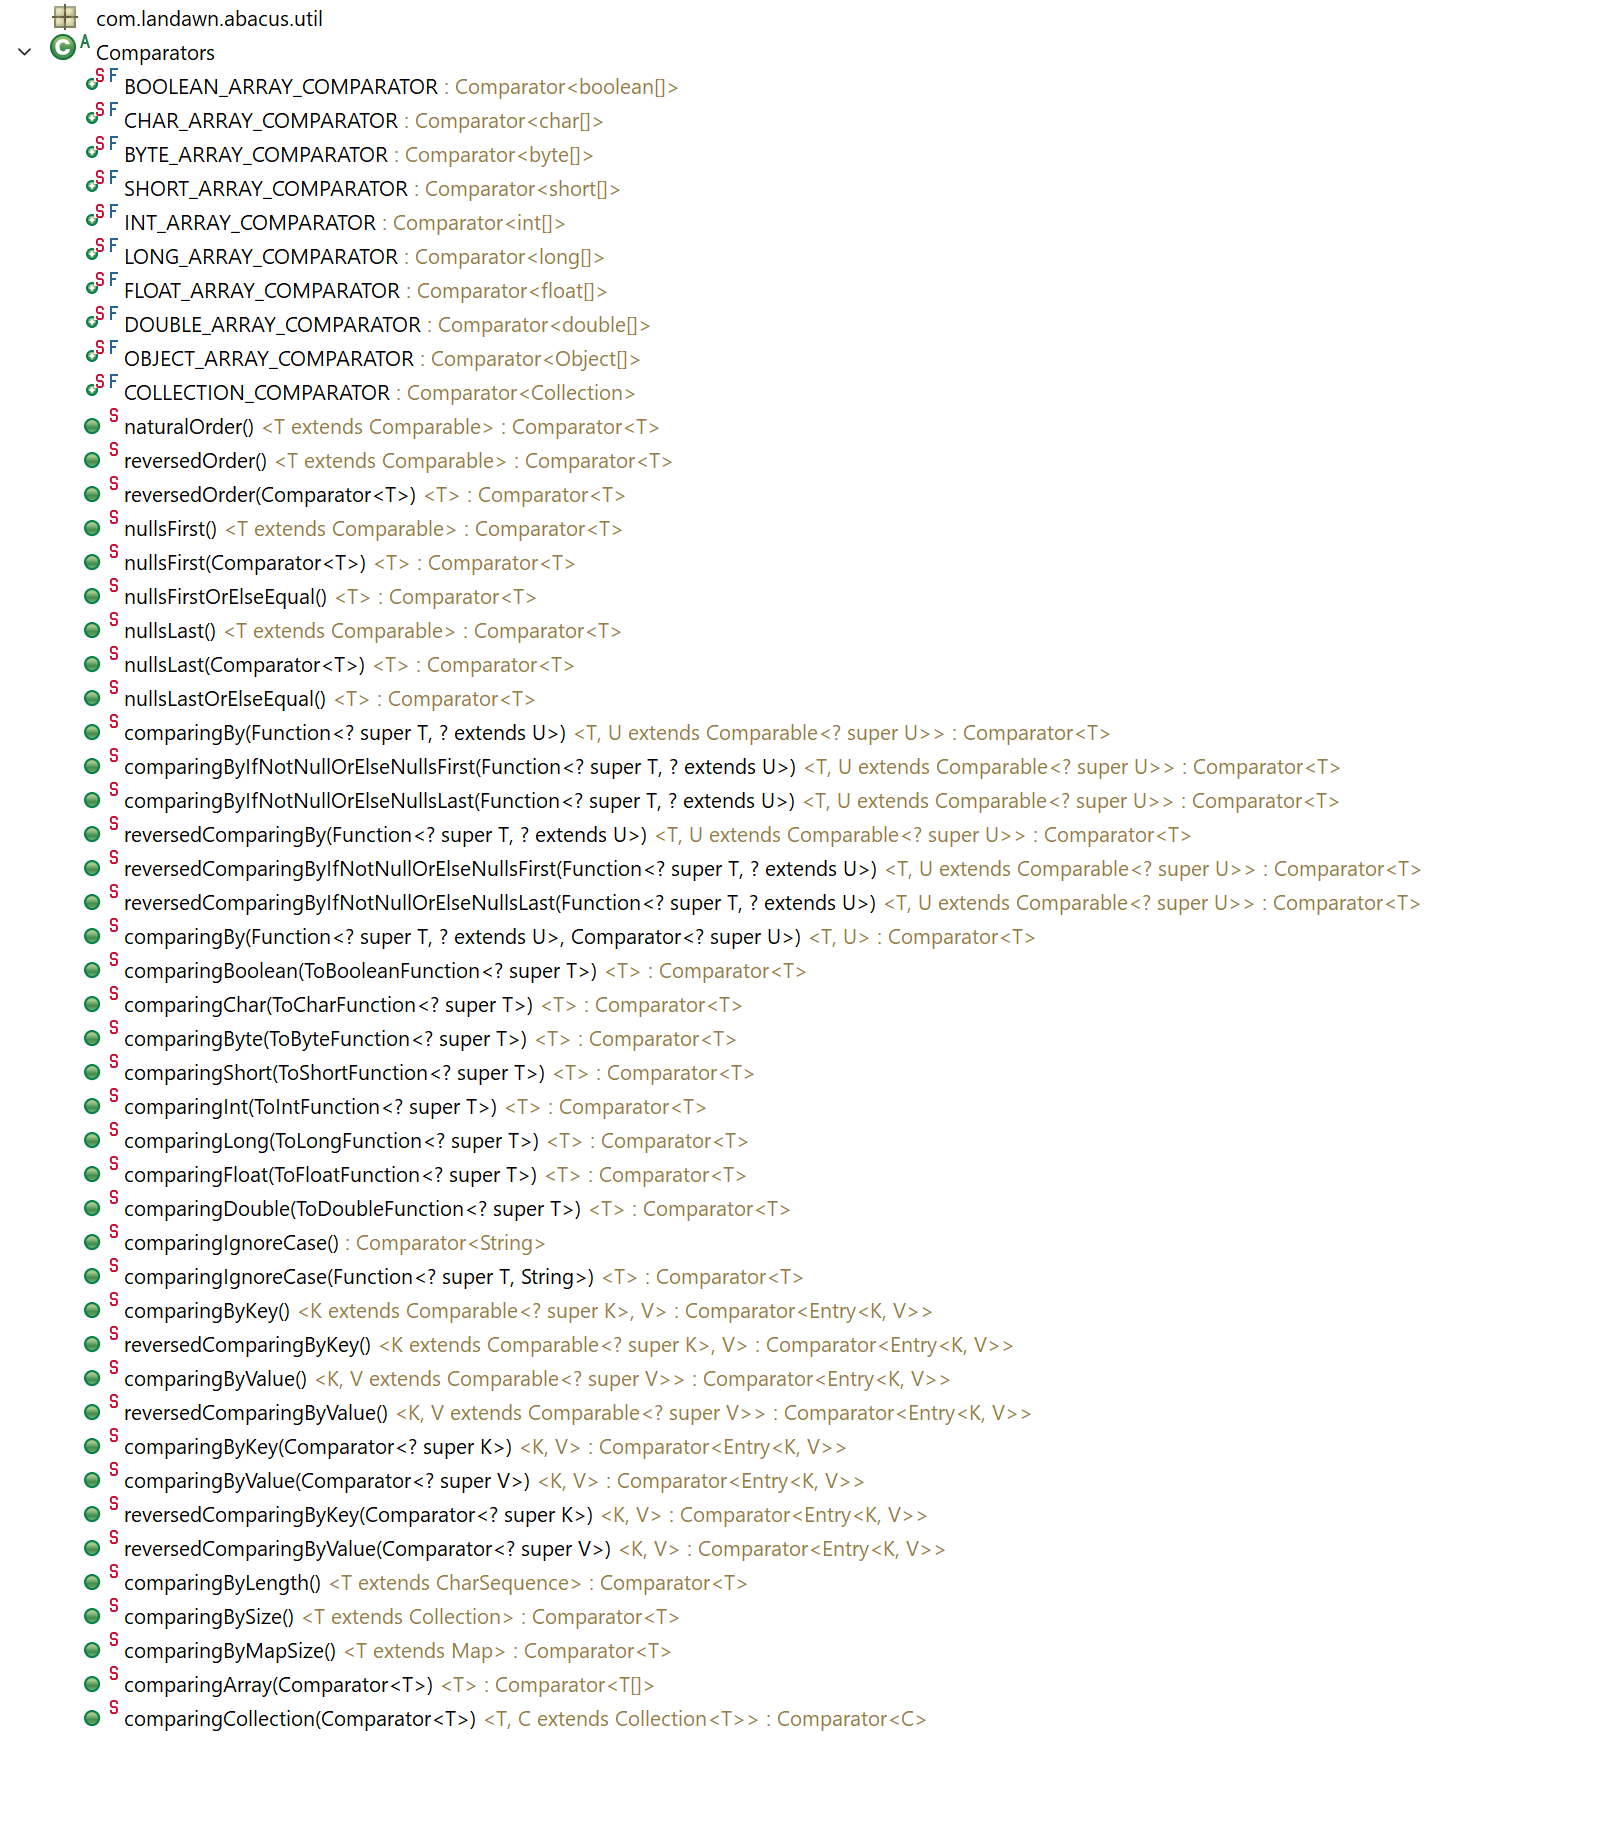 com.landawn.abacus.util
C A Comparators
S F BOOLEAN_ARRAY_COMPARATOR : Comparator<boolean[]>
S F CHAR_ARRAY_COMPARATOR : Comparator<char[]>
S F BYTE_ARRAY_COMPARATOR : Comparator<byte[]>
S F SHORT_ARRAY_COMPARATOR : Comparator<short[]>
S F INT_ARRAY_COMPARATOR : Comparator<int[]>
S F LONG_ARRAY_COMPARATOR : Comparator<long[]>
S F FLOAT_ARRAY_COMPARATOR : Comparator<float[]>
S F DOUBLE_ARRAY_COMPARATOR : Comparator<double[]>
S F OBJECT_ARRAY_COMPARATOR : Comparator<Object[]>
S F COLLECTION_COMPARATOR : Comparator<Collection>
S naturalOrder() <T extends Comparable> : Comparator<T>
S reversedOrder() <T extends Comparable> : Comparator<T>
S reversedOrder(Comparator<T>) <T> : Comparator<T>
S nullsFirst() <T extends Comparable> : Comparator<T>
S nullsFirst(Comparator<T>) <T> : Comparator<T>
S nullsFirstOrElseEqual() <T> : Comparator<T>
S nullsLast() <T extends Comparable> : Comparator<T>
S nullsLast(Comparator<T>) <T> : Comparator<T>
S nullsLastOrElseEqual() <T> : Comparator<T>
S comparingBy(Function<? super T, ? extends U>) <T, U extends Comparable<? super U>> : Comparator<T>
S comparingByIfNotNullOrElseNullsFirst(Function<? super T, ? extends U>) <T, U extends Comparable<? super U>> : Comparator<T>
S comparingByIfNotNullOrElseNullsLast(Function<? super T, ? extends U>) <T, U extends Comparable<? super U>> : Comparator<T>
S reversedComparingBy(Function<? super T, ? extends U>) <T, U extends Comparable<? super U>> : Comparator<T>
S reversedComparingByIfNotNullOrElseNullsFirst(Function<? super T, ? extends U>) <T, U extends Comparable<? super U>> : Comparator<T>
S reversedComparingByIfNotNullOrElseNullsLast(Function<? super T, ? extends U>) <T, U extends Comparable<? super U>> : Comparator<T>
S comparingBy(Function<? super T, ? extends U>, Comparator<? super U>) <T, U> : Comparator<T>
S comparingBoolean(ToBooleanFunction<? super T>) <T> : Comparator<T>
S comparingChar(ToCharFunction<? super T>) <T> : Comparator<T>
S comparingByte(ToByteFunction<? super T>) <T> : Comparator<T>
S comparingShort(ToShortFunction<? super T>) <T> : Comparator<T>
S comparingInt(ToIntFunction<? super T>) <T> : Comparator<T>
S comparingLong(ToLongFunction<? super T>) <T> : Comparator<T>
S comparingFloat(ToFloatFunction<? super T>) <T> : Comparator<T>
S comparingDouble(ToDoubleFunction<? super T>) <T> : Comparator<T>
S comparingIgnoreCase() : Comparator<String>
S comparingIgnoreCase(Function<? super T, String>) <T> : Comparator<T>
S comparingByKey() <K extends Comparable<? super K>, V> : Comparator<Entry<K, V>>
S reversedComparingByKey() <K extends Comparable<? super K>, V> : Comparator<Entry<K, V>>
S comparingByValue() <K, V extends Comparable<? super V>> : Comparator<Entry<K, V>>
S reversedComparingByValue() <K, V extends Comparable<? super V>> : Comparator<Entry<K, V>>
S comparingByKey(Comparator<? super K>) <K, V> : Comparator<Entry<K, V>>
S comparingByValue(Comparator<? super V>) <K, V> : Comparator<Entry<K, V>>
S reversedComparingByKey(Comparator<? super K>) <K, V> : Comparator<Entry<K, V>>
S reversedComparingByValue(Comparator<? super V>) <K, V> : Comparator<Entry<K, V>>
S comparingByLength() <T extends CharSequence> : Comparator<T>
S comparingBySize() <T extends Collection> : Comparator<T>
S comparingByMapSize() <T extends Map> : Comparator<T>
S comparingArray(Comparator<T>) <T> : Comparator<T[]>
S comparingCollection(Comparator<T>) <T, C extends Collection<T>> : Comparator<C>